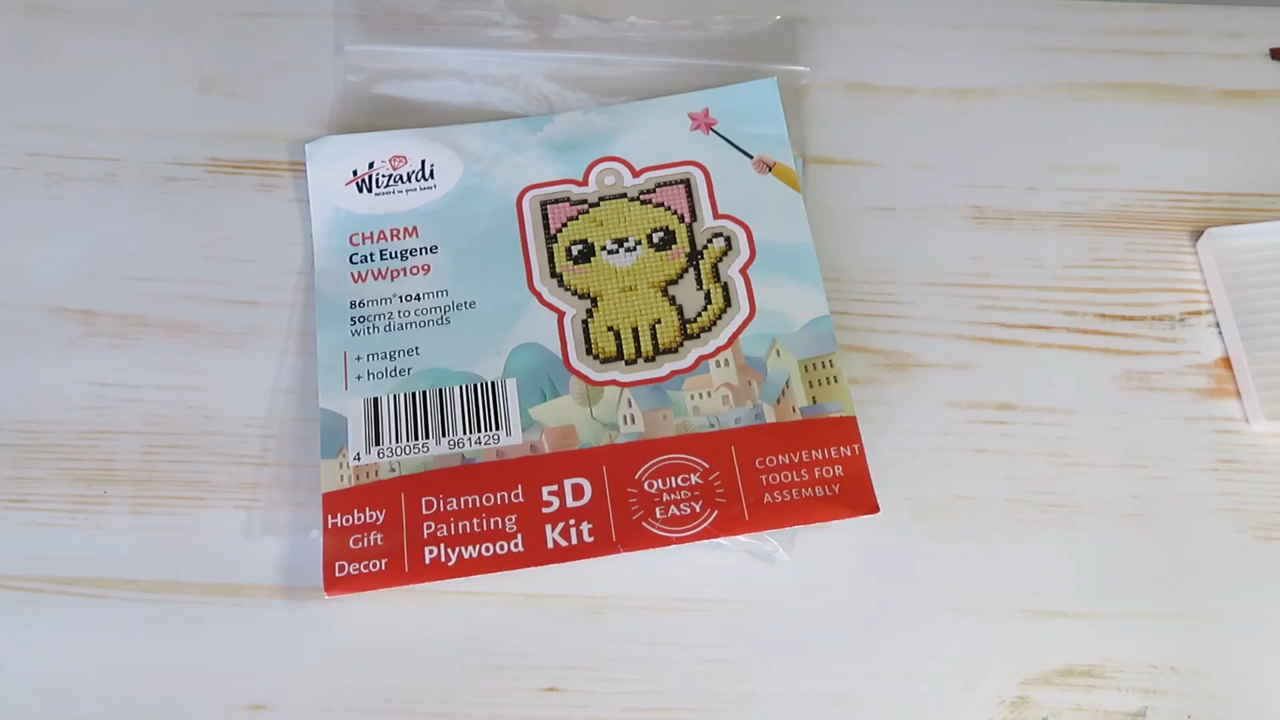 Wizardi
wizard in your heart
CHARM
Cat Eugene
WWp109
86mm*104mm
50cm2 to complete
with diamonds
+ magnet
+ holder
4 630055 961429
Hobby
Gift
Decor
Diamond
Painting
Plywood
5D
Kit
QUICK
AND
EASY
CONVENIENT
TOOLS FOR
ASSEMBLY